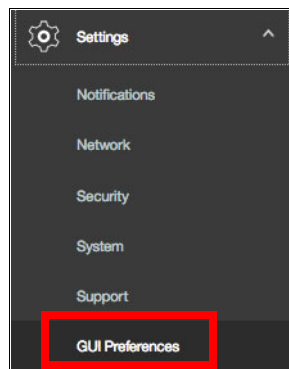 Settings
Notifications
Network
Security
System
Support
GUI Preferences